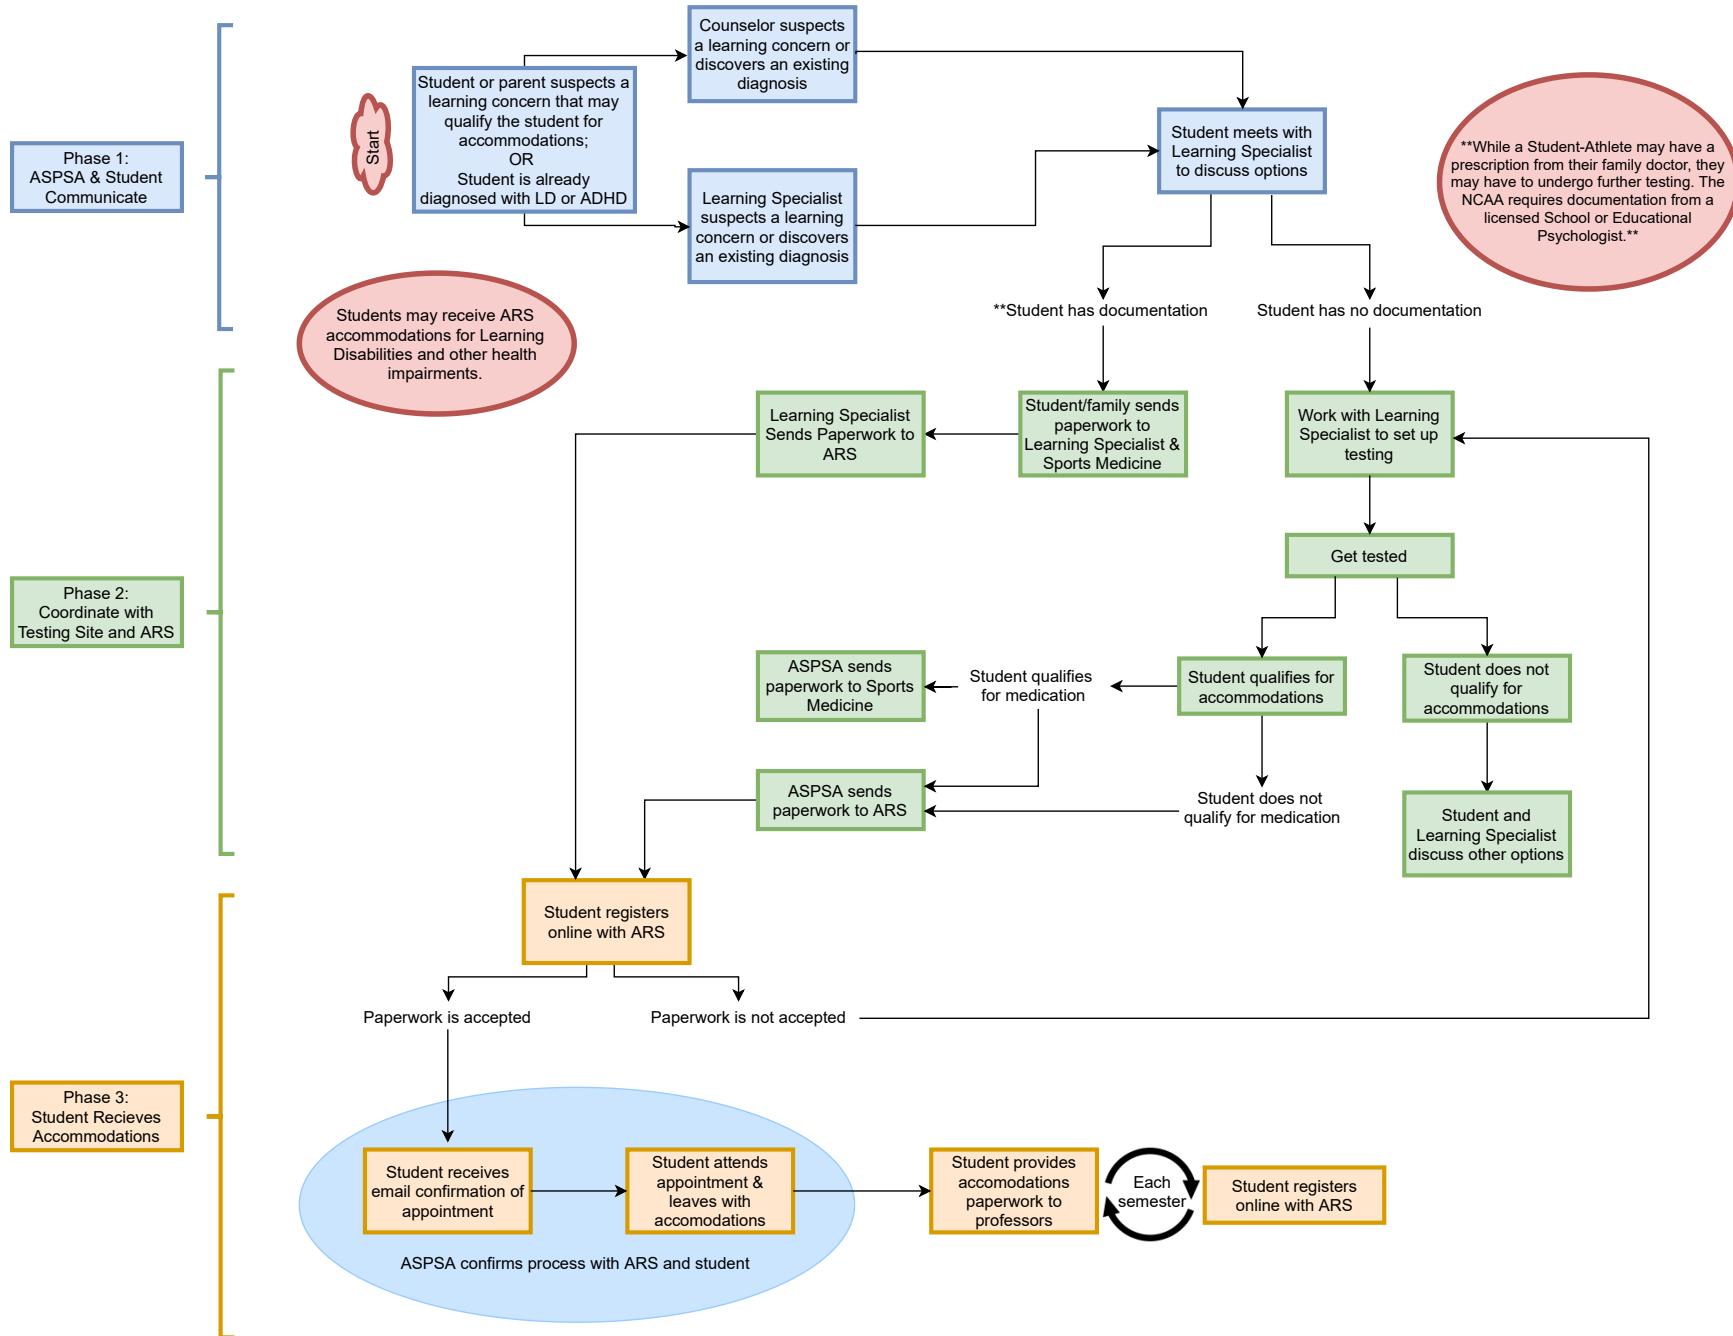 Counselor suspects
a learning concern or
discovers an existing
diagnosis
Student or parent suspects a
learning concern that may
qualify the student for
accommodations;
OR
Student is already
diagnosed with LD or ADHD
Start
Phase 1:
ASPSA & Student
Communicate
Learning Specialist
suspects a learning
concern or discovers
an existing diagnosis
Student meets with
Learning Specialist
to discuss options
**While a Student-Athlete may have a
prescription from their family doctor, they
may have to undergo further testing. The
NCAA requires documentation from a
licensed School or Educational
Psychologist.**
Students may receive ARS
accommodations for Learning
Disabilities and other health
impairments.
**Student has documentation
Student has no documentation
Learning Specialist
Sends Paperwork to
ARS
Student/family sends
paperwork to
Learning Specialist &
Sports Medicine
Work with Learning
Specialist to set up
testing
Get tested
Phase 2:
Coordinate with
Testing Site and ARS
ASPSA sends
paperwork to Sports
Medicine
Student qualifies
for medication
Student qualifies for
accommodations
Student does not
qualify for
accommodations
ASPSA sends
paperwork to ARS
Student does not
qualify for medication
Student and
Learning Specialist
discuss other options
Student registers
online with ARS
Paperwork is accepted
Paperwork is not accepted
Phase 3:
Student Recieves
Accommodations
Student receives
email confirmation of
appointment
Student attends
appointment &
leaves with
accomodations
Student provides
accomodations
paperwork to
professors
Each
semester
Student registers
online with ARS
ASPSA confirms process with ARS and student